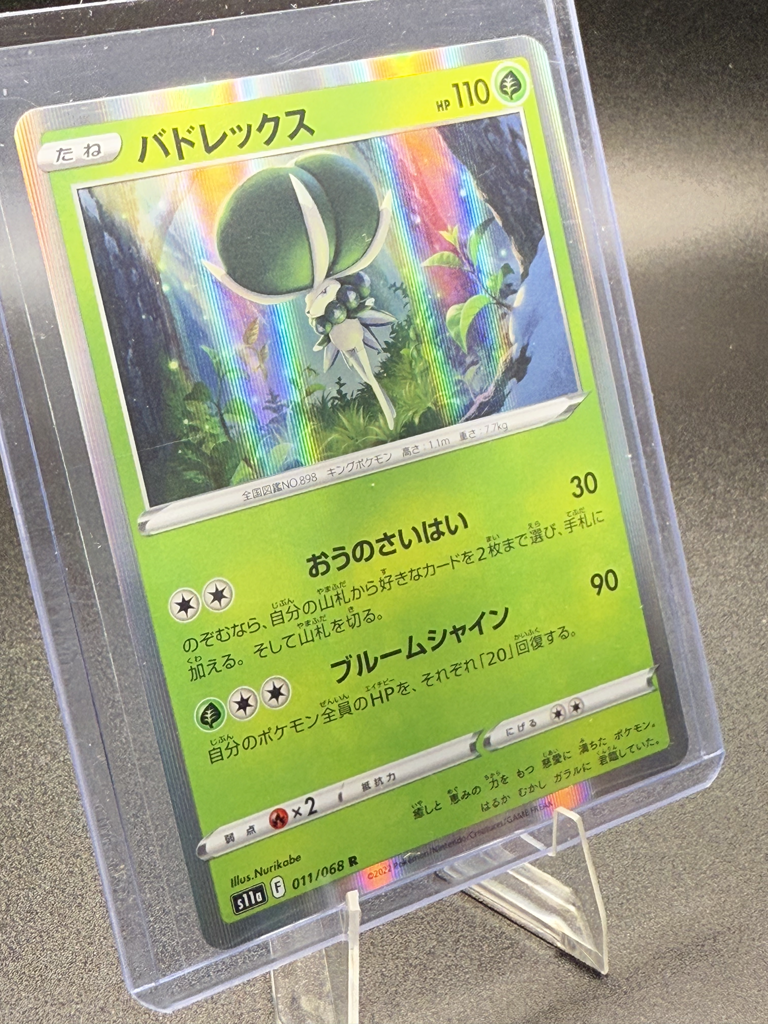 たね バドレックス HP 110
全国図鑑NO.898 キングポケモン 高さ:1.1m 重さ:7.7kg
おうのさいはい 30
のぞむなら、自分の山札から好きなカードを2枚まで選び、手札に
加える。そして山札を切る。
ブルームシャイン 90
自分のポケモン全員のHPを、それぞれ「20」回復する。
弱点 ×2 抵抗力 にげる
癒しと 恵みの 力を もつ 慈愛に 満ちた ポケモン。
はるか むかし ガラルに 君臨していた。
Illus.Nurikabe
s11a F 011/068 R ©2022 Pokémon/Nintendo/Creatures/GAME FREAK